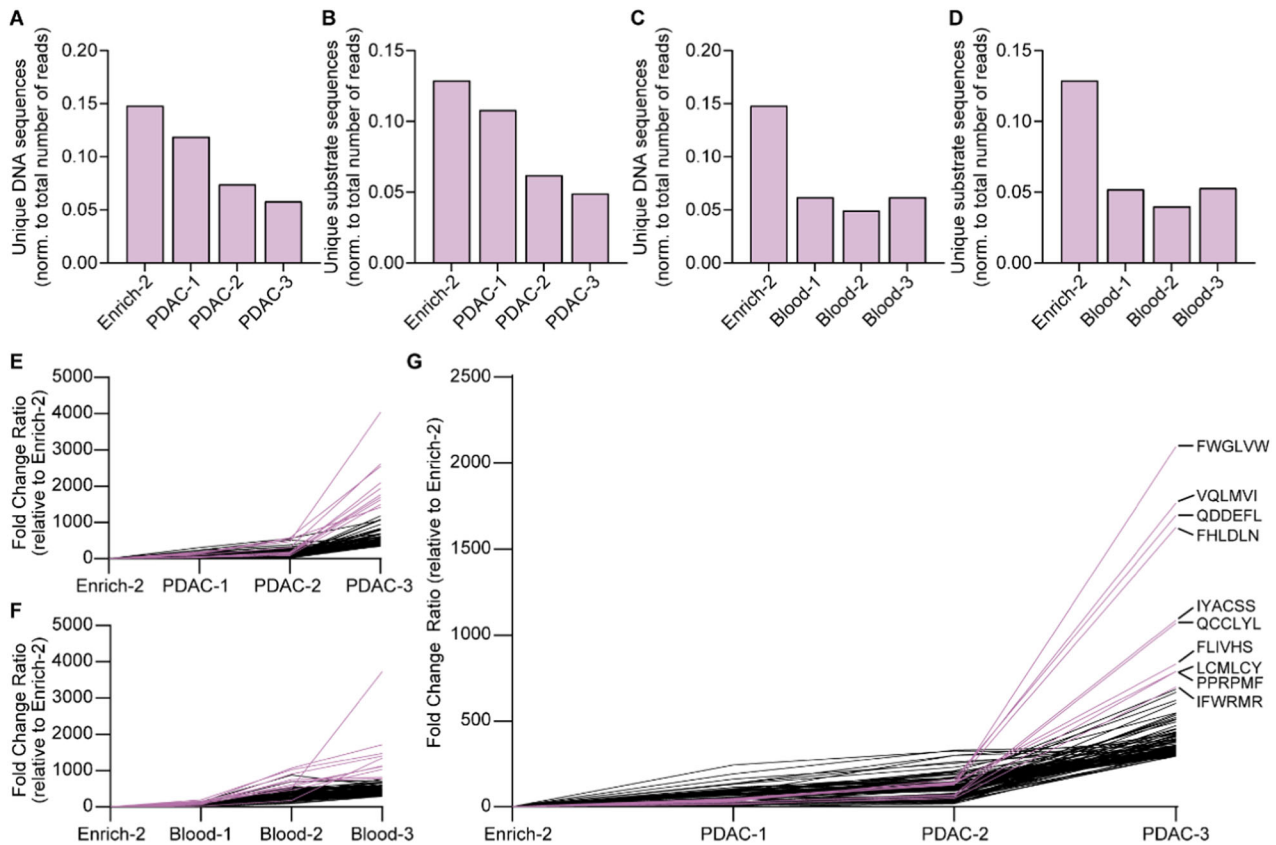 A
Unique DNA sequences
(norm. to total number of reads)
0.20
0.15
0.10
0.05
0.00
Enrich-2
PDAC-1
PDAC-2
PDAC-3
B
Unique substrate sequences
(norm. to total number of reads)
0.15
0.10
0.05
0.00
Enrich-2
PDAC-1
PDAC-2
PDAC-3
C
Unique DNA sequences
(norm. to total number of reads)
0.20
0.15
0.10
0.05
0.00
Enrich-2
Blood-1
Blood-2
Blood-3
D
Unique substrate sequences
(norm. to total number of reads)
0.15
0.10
0.05
0.00
Enrich-2
Blood-1
Blood-2
Blood-3
E
Fold Change Ratio
(relative to Enrich-2)
5000
4000
3000
2000
1000
0
Enrich-2 PDAC-1 PDAC-2 PDAC-3
F
Fold Change Ratio
(relative to Enrich-2)
5000
4000
3000
2000
1000
0
Enrich-2 Blood-1 Blood-2 Blood-3
G
Fold Change Ratio (relative to Enrich-2)
2500
2000
1500
1000
500
0
Enrich-2 PDAC-1 PDAC-2 PDAC-3
FWGLVW
VQLMVI
QDDEFL
FHLDLN
IYACSS
QCCLYL
FLIVHS
LCMLCY
PPRPMF
IFWRMR